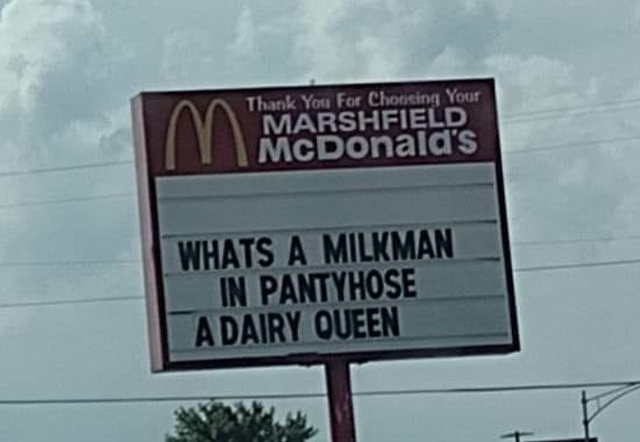 Thank You For Choosing Your
MARSHFIELD
McDonald's
WHATS A MILKMAN
IN PANTYHOSE
A DAIRY QUEEN